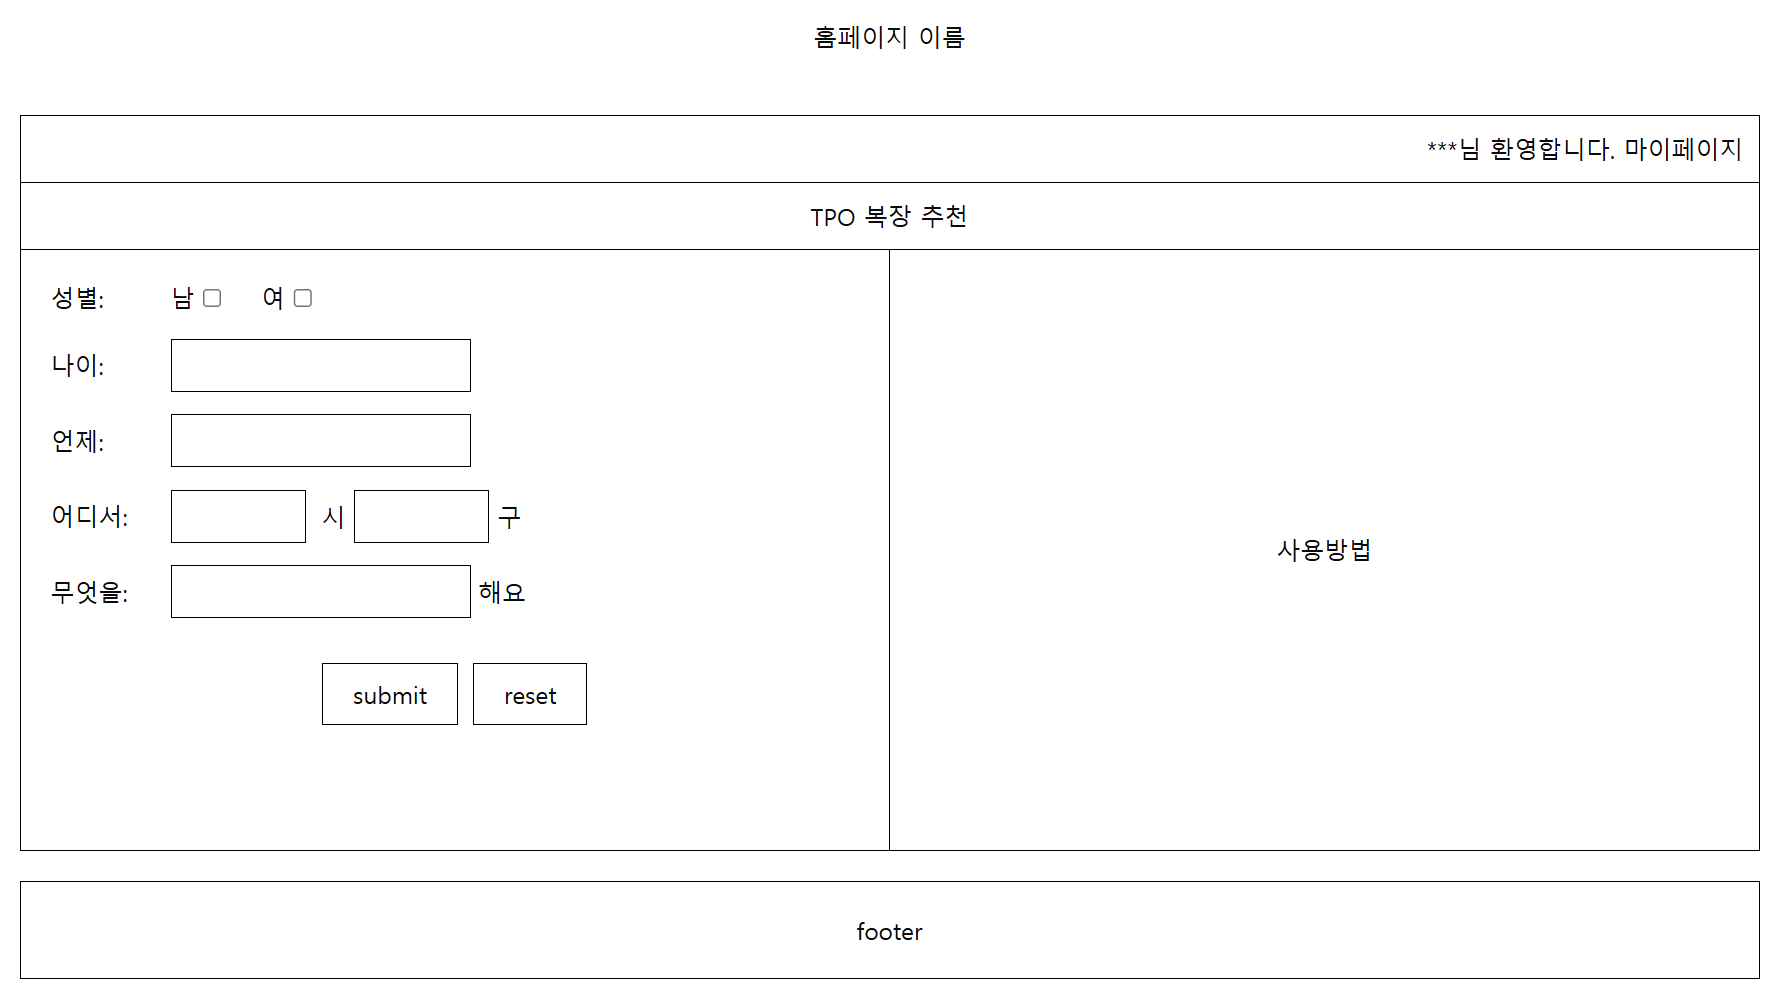 홈페이지 이름
***님 환영합니다. 마이페이지
TPO 복장 추천
성별: 남 여
나이:
언제:
어디서: 시 구
무엇을: 해요
submit reset
사용방법
footer